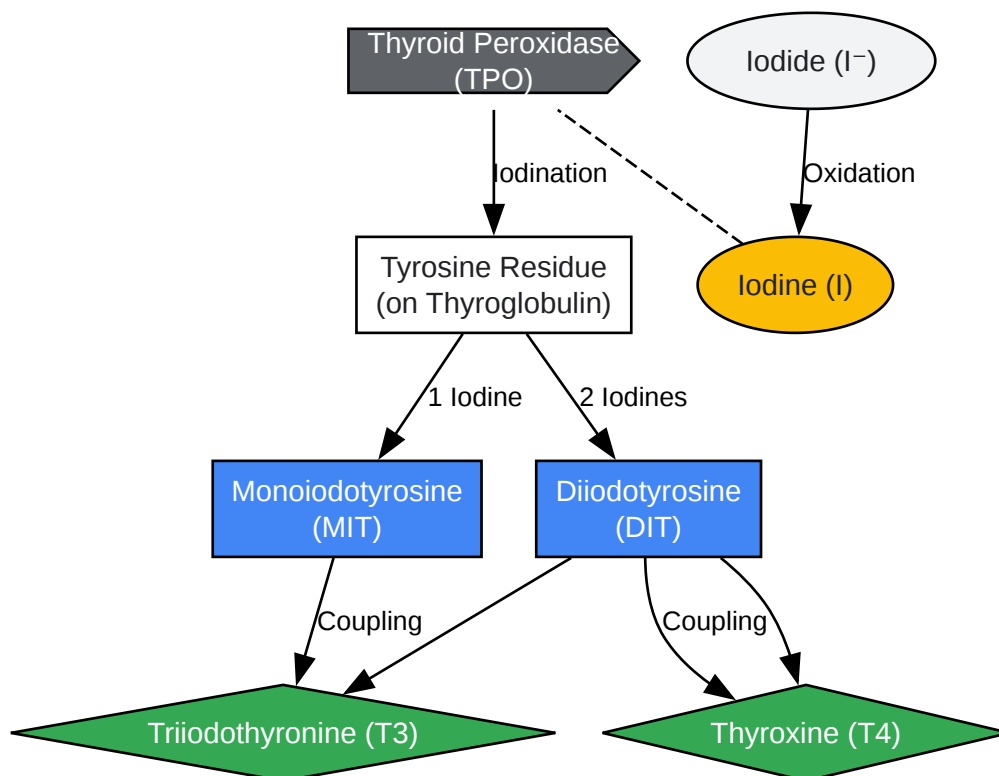 Thyroid Peroxidase
(TPO)
Iodide (I⁻)
Iodination
Oxidation
Tyrosine Residue
(on Thyroglobulin)
Iodine (I)
1 Iodine
2 Iodines
Monoiodotyrosine
(MIT)
Diiodotyrosine
(DIT)
Coupling
Coupling
Triiodothyronine (T3)
Thyroxine (T4)